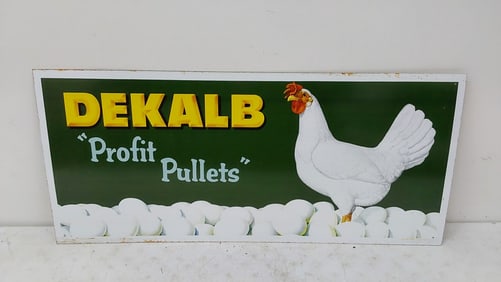 DEKALB
"Profit
Pullets"